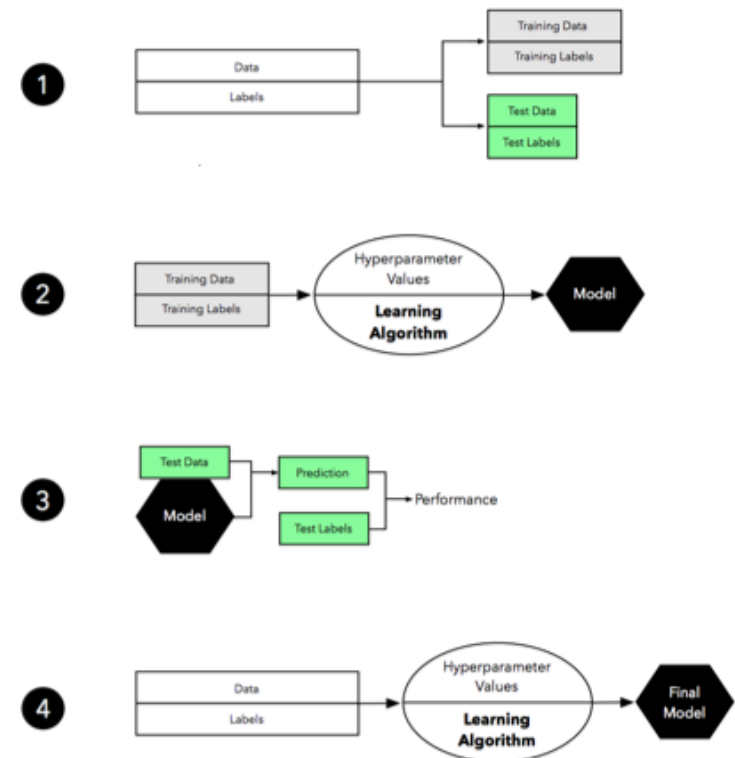 1
Data
Labels
Training Data
Training Labels
Test Data
Test Labels
2
Training Data
Training Labels
Hyperparameter
Values
Learning
Algorithm
Model
3
Test Data
Model
Prediction
Test Labels
Performance
4
Data
Labels
Hyperparameter
Values
Learning
Algorithm
Final
Model